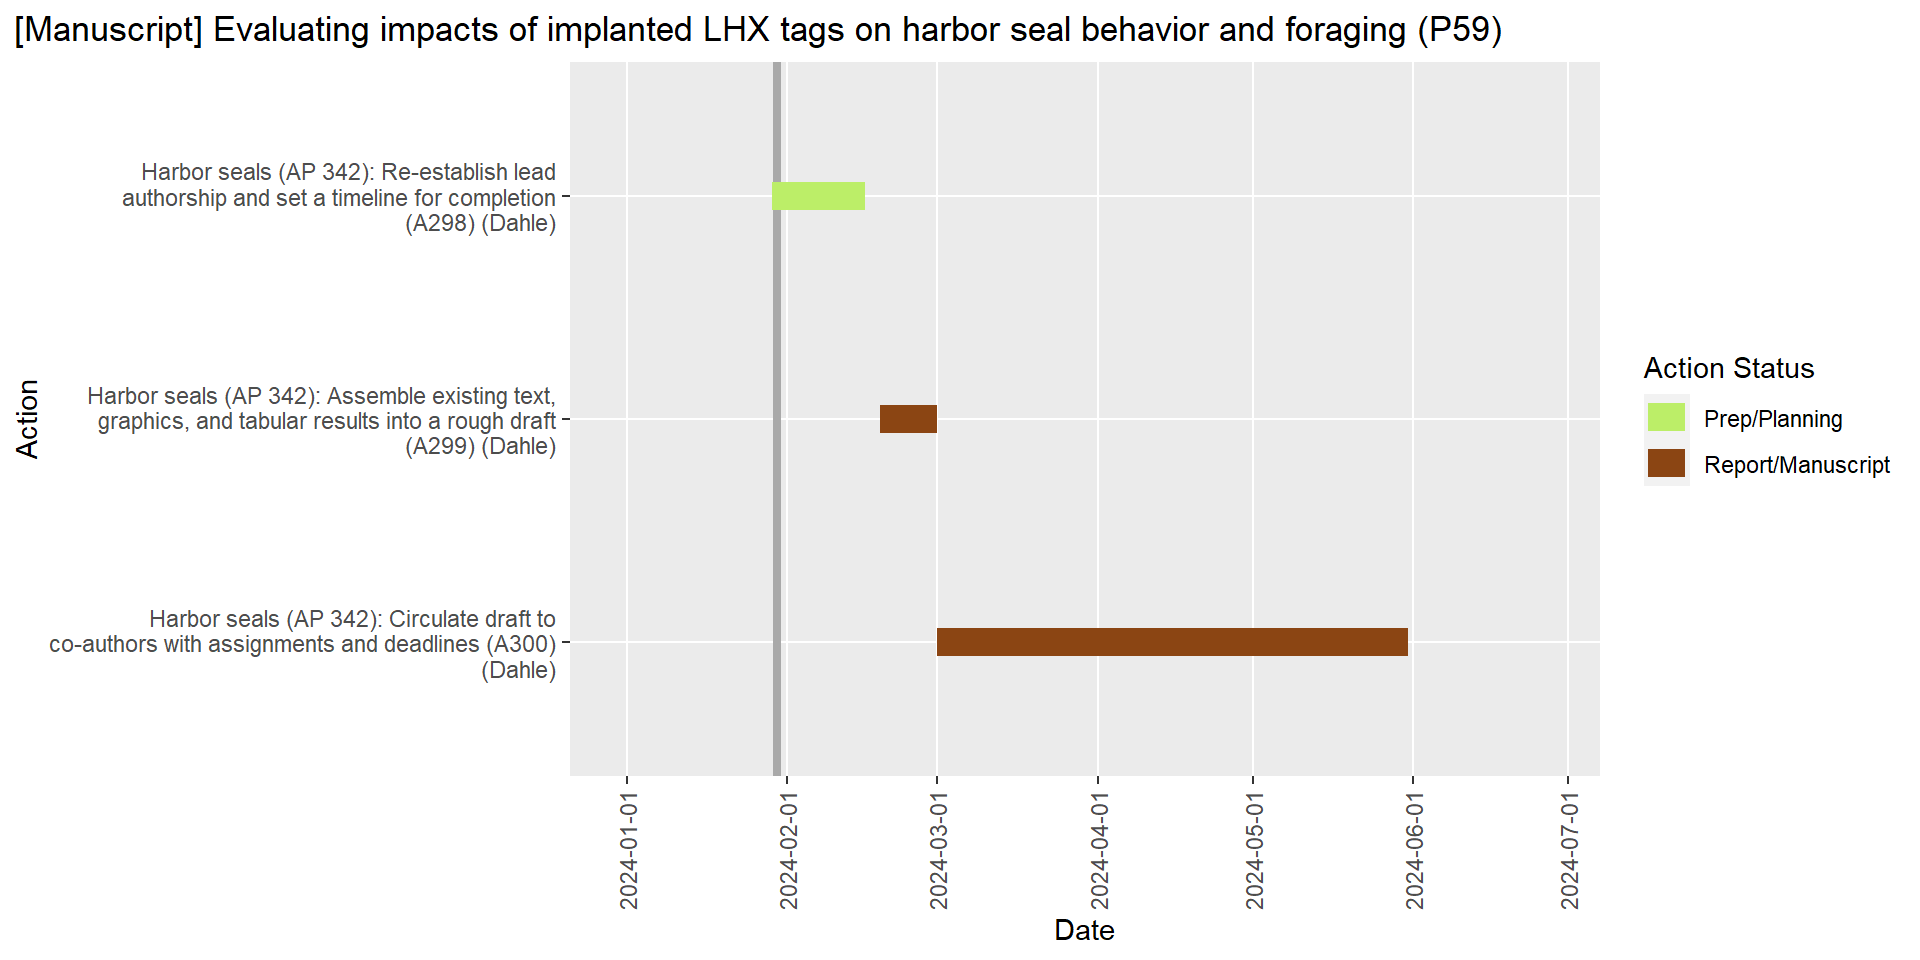 [Manuscript] Evaluating impacts of implanted LHX tags on harbor seal behavior and foraging (P59)
Harbor seals (AP 342): Re-establish lead
authorship and set a timeline for completion
(A298) (Dahle)
Harbor seals (AP 342): Assemble existing text,
graphics, and tabular results into a rough draft
(A299) (Dahle)
Harbor seals (AP 342): Circulate draft to
co-authors with assignments and deadlines (A300)
(Dahle)
Action
2024-01-01
2024-02-01
2024-03-01
2024-04-01
2024-05-01
2024-06-01
2024-07-01
Date
Action Status
Prep/Planning
Report/Manuscript